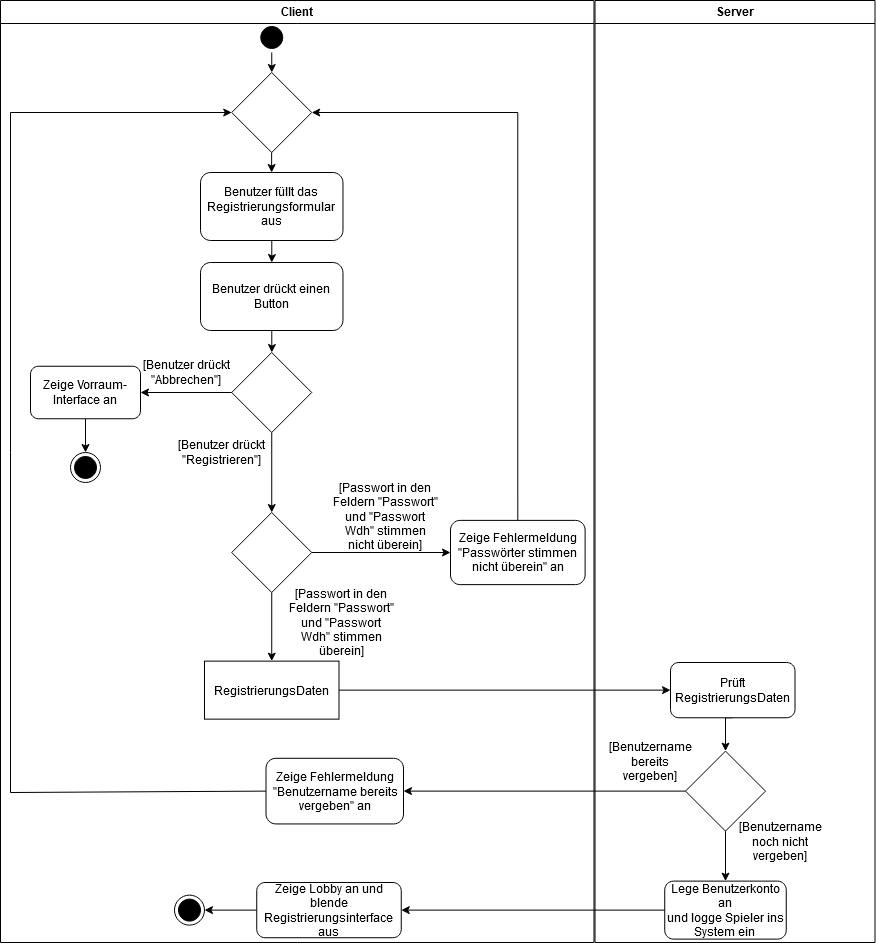 Client
Server
Benutzer füllt das
Registrierungsformular
aus
Benutzer drückt einen
Button
[Benutzer drückt
"Abbrechen"]
Zeige Vorraum-
Interface an
[Benutzer drückt
"Registrieren"]
[Passwort in den
Feldern "Passwort"
und "Passwort
Wdh" stimmen
nicht überein]
Zeige Fehlermeldung
"Passwörter stimmen
nicht überein" an
[Passwort in den
Feldern "Passwort"
und "Passwort
Wdh" stimmen
überein]
RegistrierungsDaten
Prüft
RegistrierungsDaten
[Benutzername
bereits
vergeben]
Zeige Fehlermeldung
"Benutzername bereits
vergeben" an
[Benutzername
noch nicht
vergeben]
Lege Benutzerkonto
an
und logge Spieler ins
System ein
Zeige Lobby an und
blende
Registrierungsinterface
aus